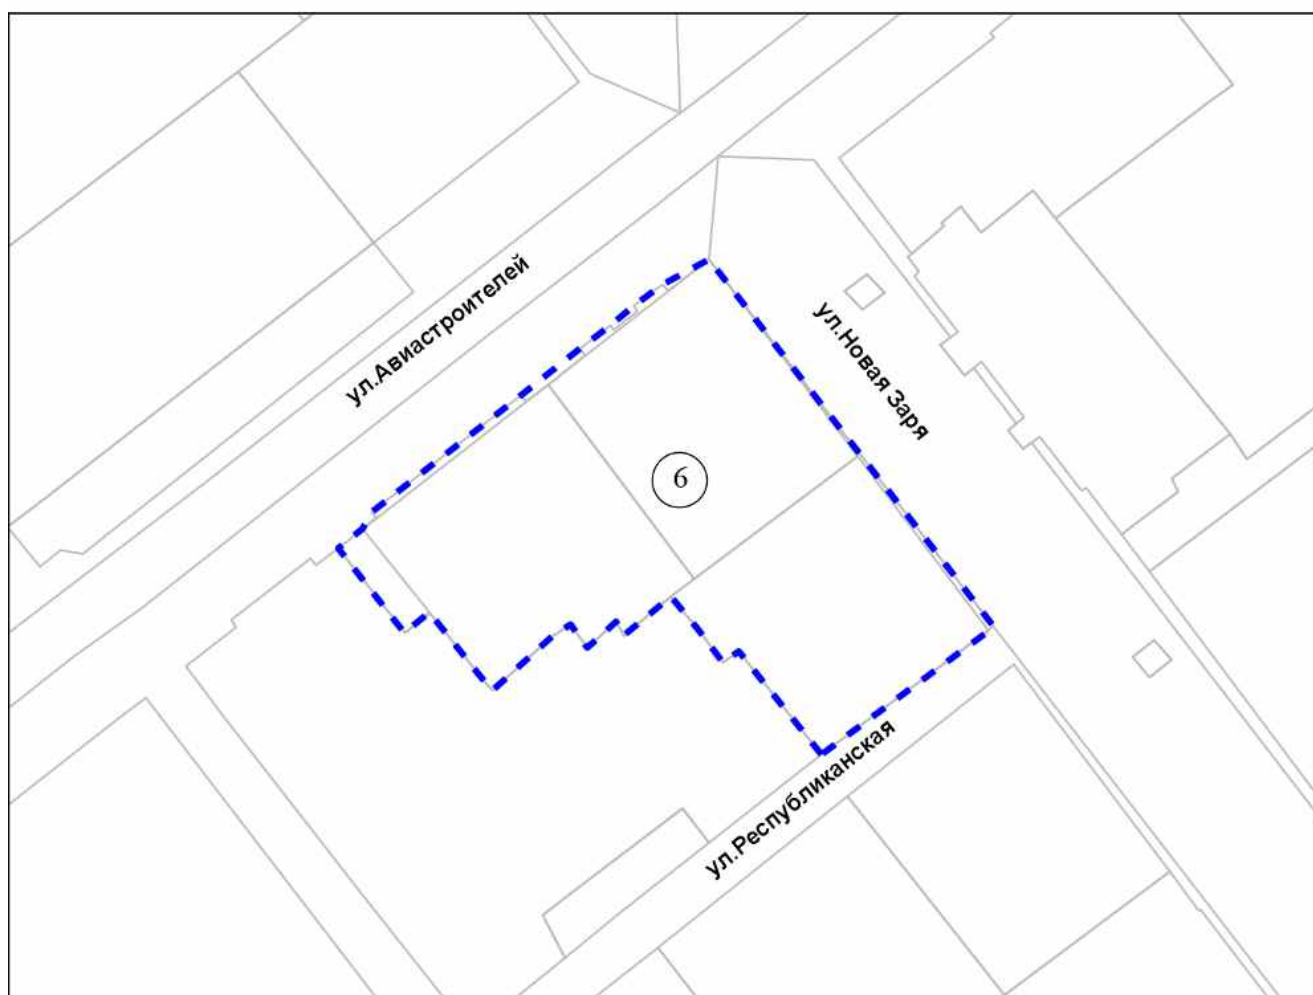 ул.Авиастроителей
ул.Новая Заря
6
ул.Республиканская